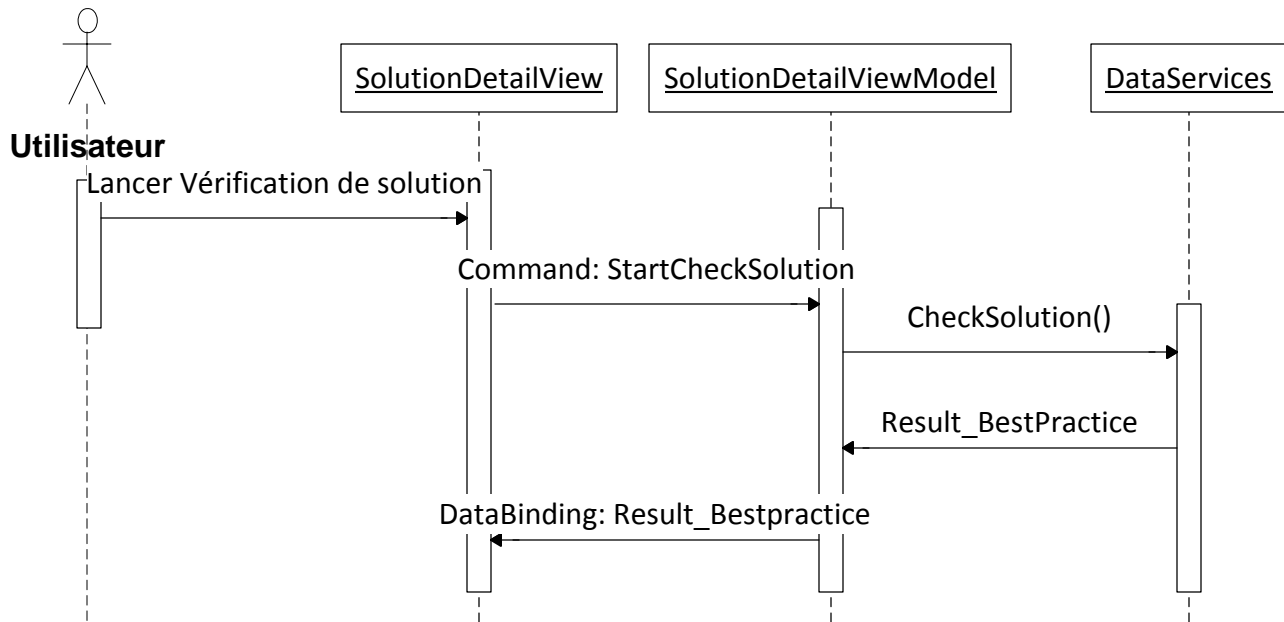 SolutionDetailView
SolutionDetailViewModel
DataServices
Utilisateur
Lancer Vérification de solution
Command: StartCheckSolution
CheckSolution()
Result_BestPractice
DataBinding: Result_Bestpractice